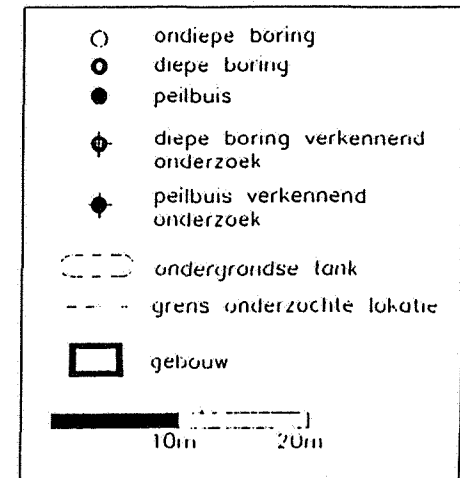 ondiepe boring
diepe boring
peilbuis
diepe boring verkennend
onderzoek
peilbuis verkennend
onderzoek
ondergrondse tank
grens onderzochte lokatie
gebouw
10m 20m